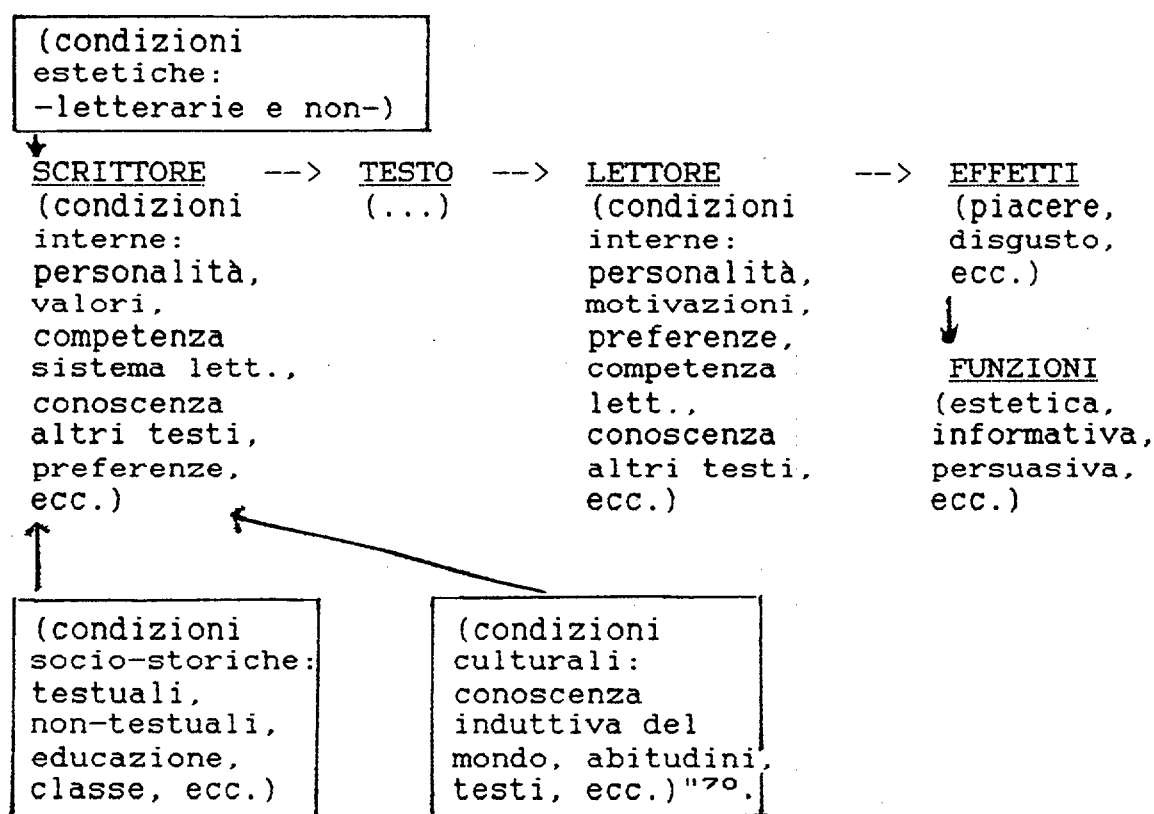 (condizioni
estetiche:
-letterarie e non-)
SCRITTORE --> TESTO --> LETTORE --> EFFETTI
(condizioni (...) (condizioni (piacere,
interne: interne: disgusto,
personalità, personalità, ecc.)
valori, motivazioni,
competenza preferenze,
sistema lett., competenza FUNZIONI
conoscenza lett., (estetica,
altri testi, conoscenza informativa,
preferenze, altri testi, persuasiva,
ecc.) ecc.) ecc.)
(condizioni (condizioni
socio-storiche: culturali:
testuali, conoscenza
non-testuali, induttiva del
educazione, mondo, abitudini,
classe, ecc.) testi, ecc.)"70.